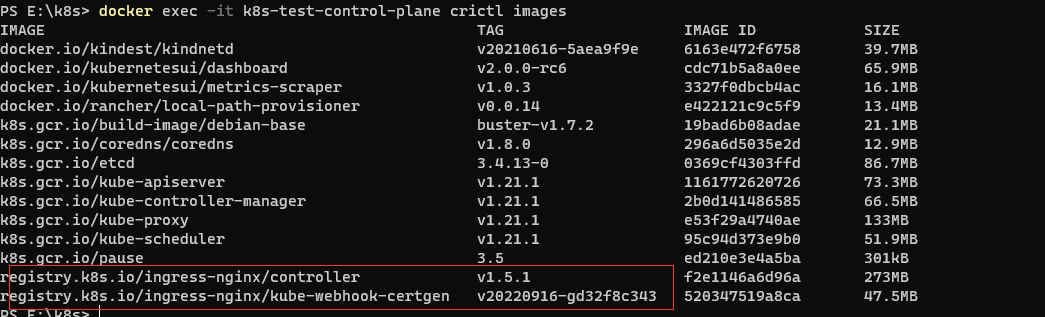 PS E:\k8s> docker exec -it k8s-test-control-plane crictl images
IMAGE TAG IMAGE ID SIZE
docker.io/kindest/kindnetd v20210616-5aea9f9e 6163e472f6758 39.7MB
docker.io/kubernetesui/dashboard v2.0.0-rc6 cdc71b5a8a0ee 65.9MB
docker.io/kubernetesui/metrics-scraper v1.0.3 3327f0dbcb4ac 16.1MB
docker.io/rancher/local-path-provisioner v0.0.14 e422121c9c5f9 13.4MB
k8s.gcr.io/build-image/debian-base buster-v1.7.2 19bad6b08adae 21.1MB
k8s.gcr.io/coredns/coredns v1.8.0 296a6d5035e2d 12.9MB
k8s.gcr.io/etcd 3.4.13-0 0369cf4303ffd 86.7MB
k8s.gcr.io/kube-apiserver v1.21.1 1161772620726 73.3MB
k8s.gcr.io/kube-controller-manager v1.21.1 2b0d141486585 66.5MB
k8s.gcr.io/kube-proxy v1.21.1 e53f29a4740ae 133MB
k8s.gcr.io/kube-scheduler v1.21.1 95c94d373e9b0 51.9MB
k8s.gcr.io/pause 3.5 ed210e3e4a5ba 301kB
registry.k8s.io/ingress-nginx/controller v1.5.1 f2e1146a6d96a 273MB
registry.k8s.io/ingress-nginx/kube-webhook-certgen v20220916-gd32f8c343 520347519a8ca 47.5MB
PS E:\k8s>